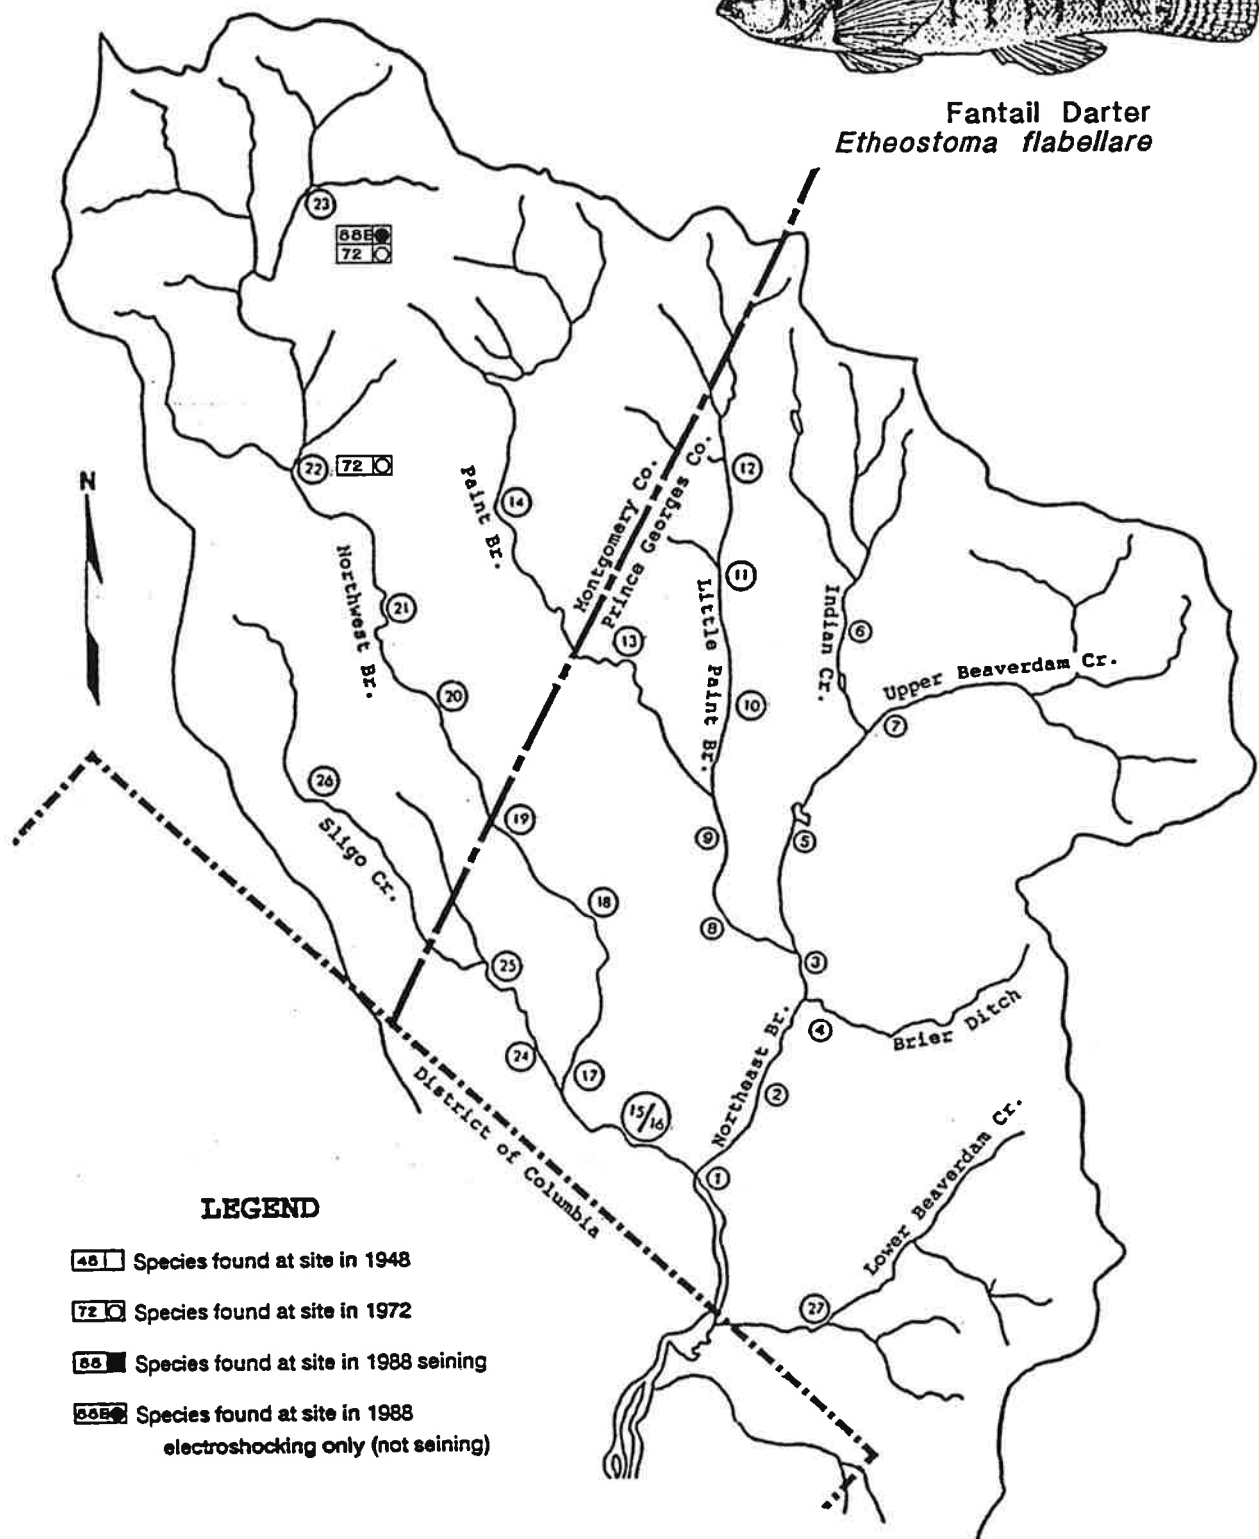 Fantail Darter
Etheostoma flabellare
23
88E
72
22
72
N
Paint Br.
14
Montgomery Co.
Prince Georges Co.
12
11
Northwest Br.
21
13
Little Paint Br.
Indian Cr.
6
Upper Beaverdam Cr.
20
10
7
26
19
Sligo Cr.
9
5
18
8
25
3
4
Brier Ditch
24
17
Northeast Br.
2
15/16
District of Columbia
1
Lower Beaverdam Cr.
27
LEGEND
48 Species found at site in 1948
72 Species found at site in 1972
88 Species found at site in 1988 seining
88E Species found at site in 1988
electroshocking only (not seining)